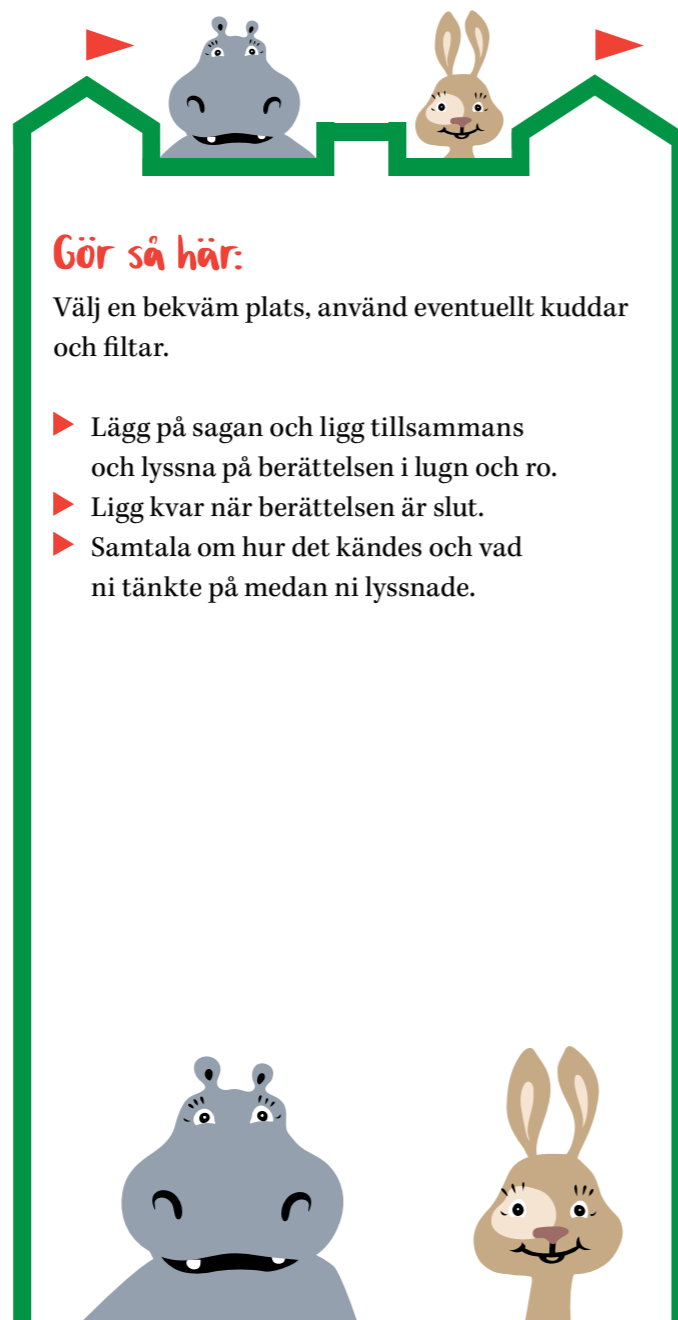 Gör så här:
Välj en bekväm plats, använd eventuellt kuddar
och filtar.
Lägg på sagan och ligg tillsammans
och lyssna på berättelsen i lugn och ro.
Ligg kvar när berättelsen är slut.
Samtala om hur det kändes och vad
ni tänkte på medan ni lyssnade.